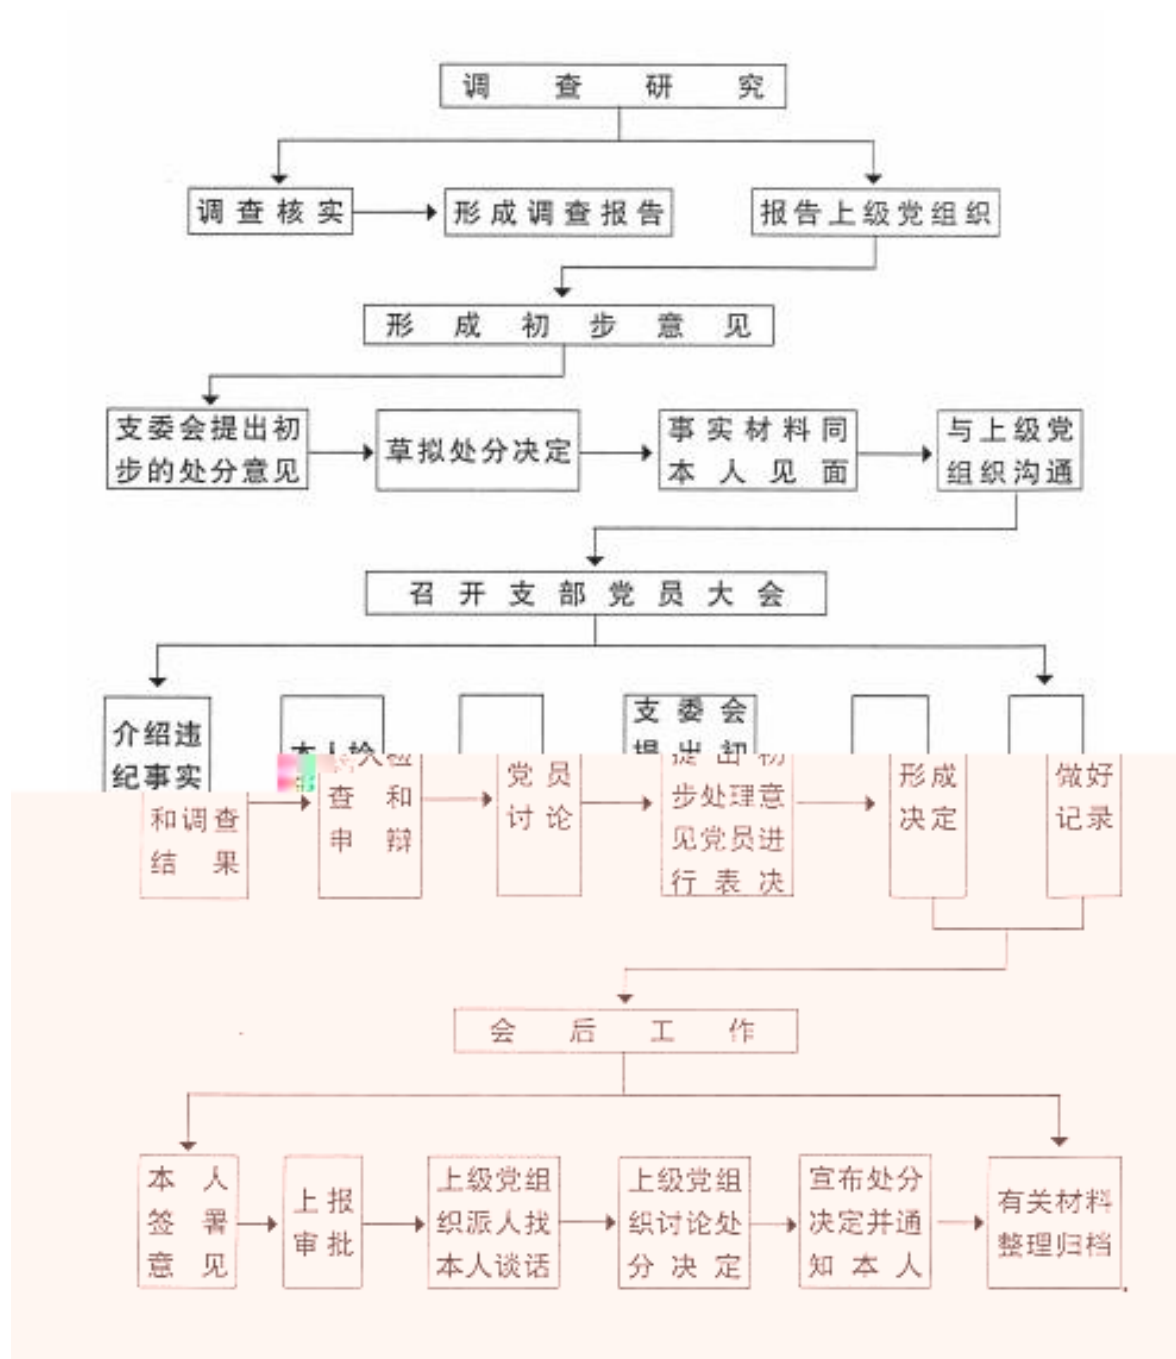 调查研究
调查核实
形成调查报告
报告上级党组织
形成初步意见
支委会提出初
步的处分意见
草拟处分决定
事实材料同
本人见面
与上级党
组织沟通
召开支部党员大会
介绍违
纪事实
和调查
结果
本人检
查和
申辩
党员
讨论
支委会
提出初
步处理意
见党员进
行表决
形成
决定
做好
记录
会后工作
本人
签署
意见
上报
审批
上级党组
织派人找
本人谈话
上级党组
织讨论处
分决定
宣布处分
决定并通
知本人
有关材料
整理归档